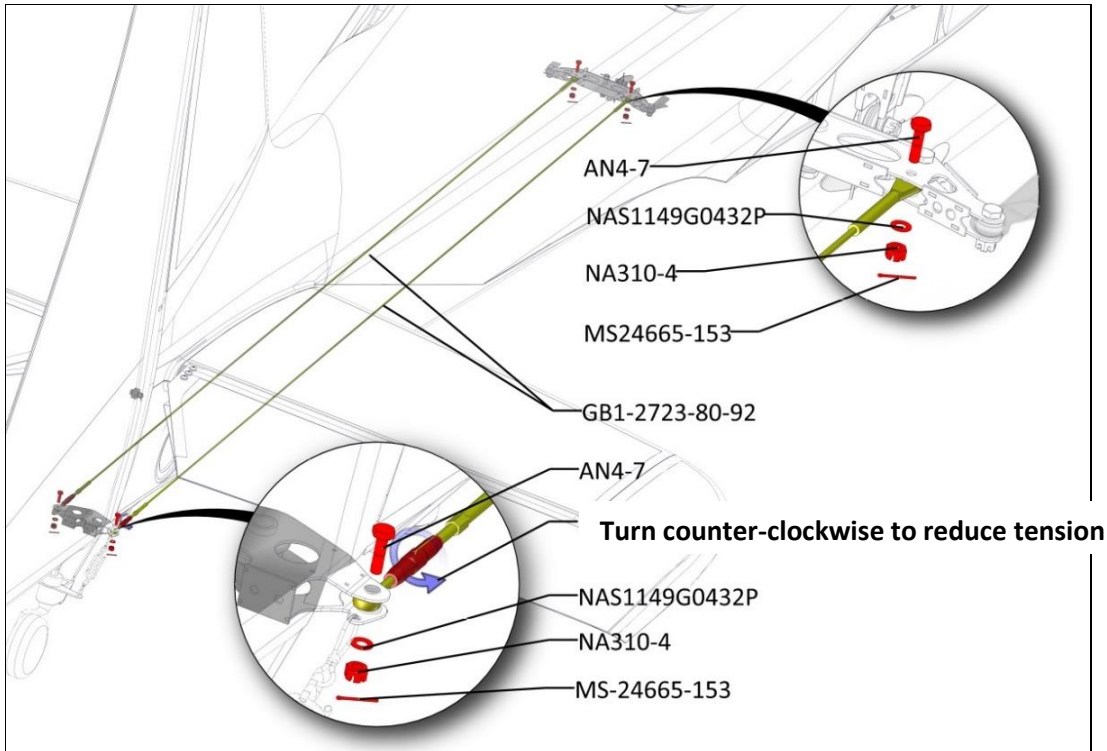 AN4-7
NAS1149G0432P
NA310-4
MS24665-153
GB1-2723-80-92
AN4-7
Turn counter-clockwise to reduce tension
NAS1149G0432P
NA310-4
MS-24665-153